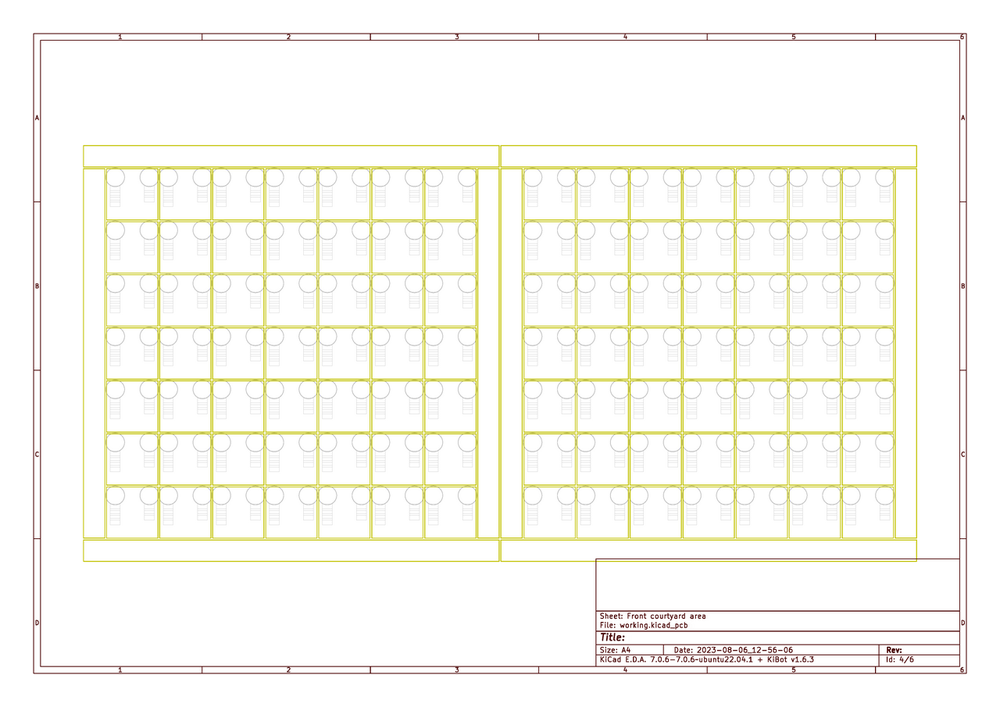 1 2 3 4 5 6
A A
B B
C C
D D
Sheet: Front courtyard area
File: working.kicad_pcb
Title:
Size: A4 Date: 2023-08-06_12-56-06 Rev:
KiCad E.D.A. 7.0.6-7.0.6~ubuntu22.04.1 + KiBot v1.6.3 Id: 4/6
1 2 3 4 5 6